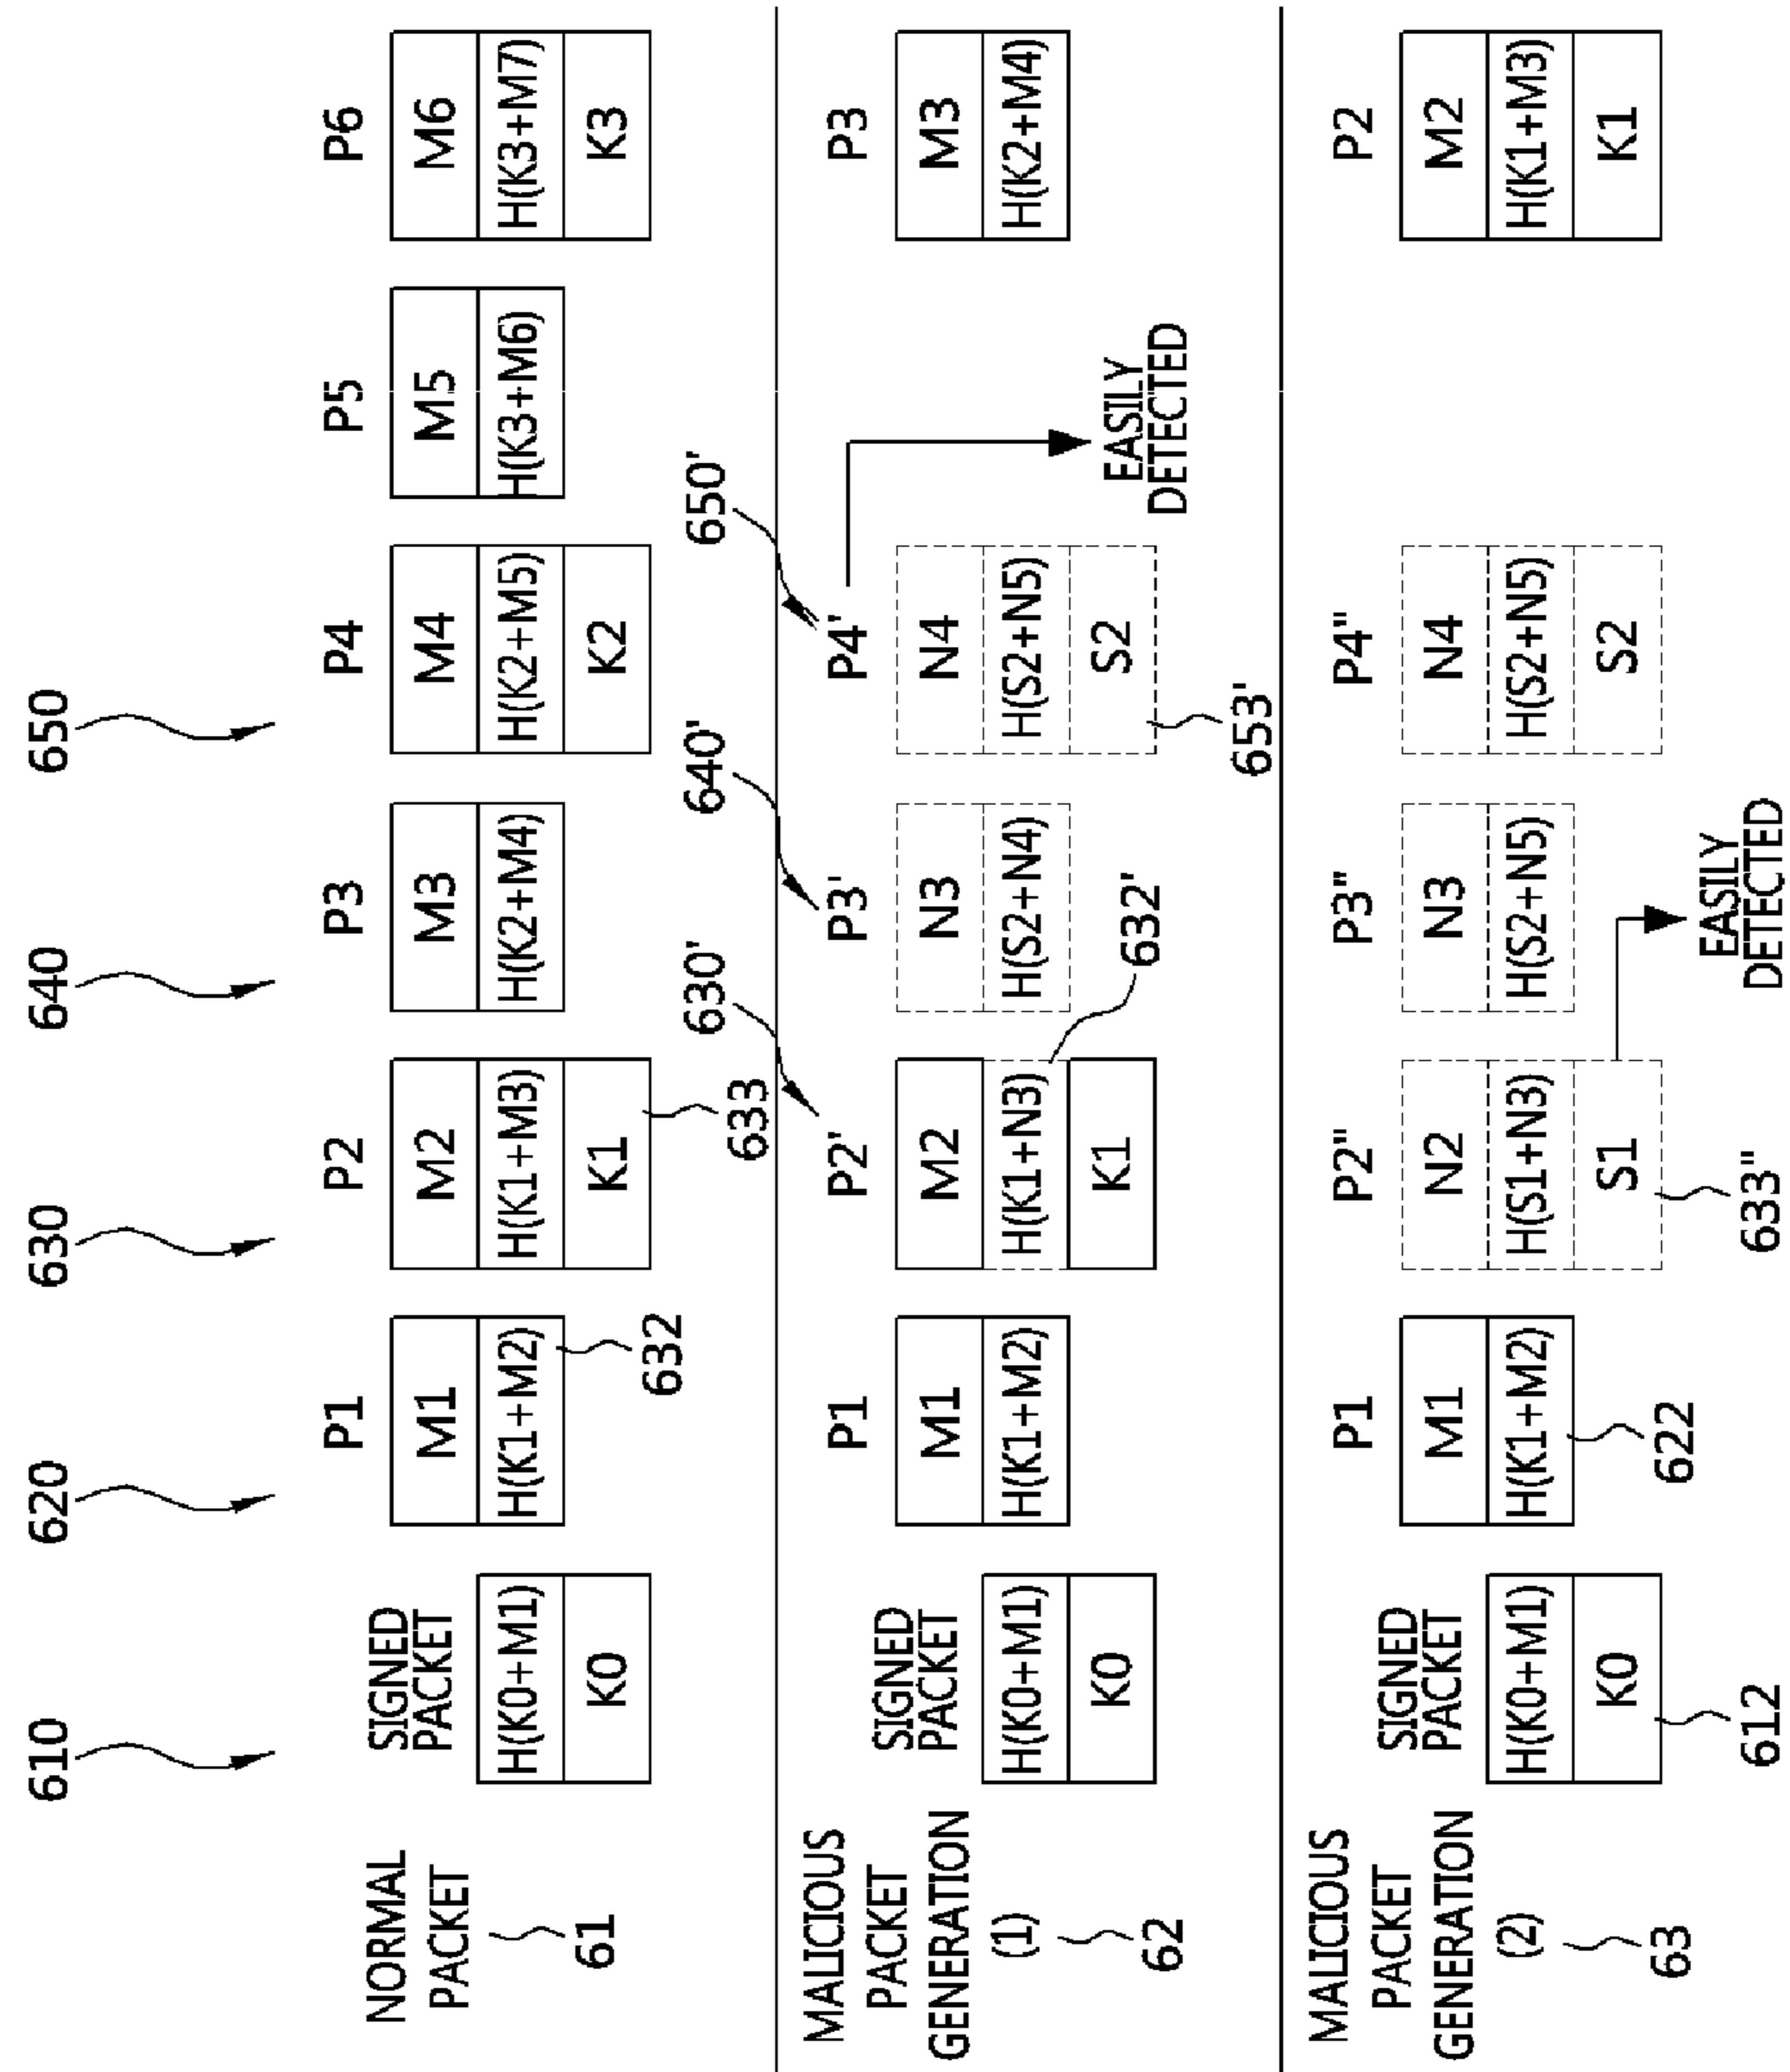 610
620
630
640
650
NORMAL
PACKET
61
SIGNED
PACKET
H(K0+M1)
K0
P1
M1
H(K1+M2)
632
P2
M2
H(K1+M3)
K1
633
P3
M3
H(K2+M4)
P4
M4
H(K2+M5)
K2
P5
M5
H(K3+M6)
P6
M6
H(K3+M7)
K3
630'
640'
650'
MALICIOUS
PACKET
GENERATION
(1)
62
SIGNED
PACKET
H(K0+M1)
K0
P1
M1
H(K1+M2)
P2'
M2
H(K1+N3)
K1
632'
P3'
N3
H(S2+N4)
P4'
N4
H(S2+N5)
S2
653'
EASILY
DETECTED
P3
M3
H(K2+M4)
MALICIOUS
PACKET
GENERATION
(2)
63
SIGNED
PACKET
H(K0+M1)
K0
612
P1
M1
H(K1+M2)
622
P2"
N2
H(S1+N3)
S1
633"
EASILY
DETECTED
P3"
N3
H(S2+N5)
P4"
N4
H(S2+N5)
S2
P2
M2
H(K1+M3)
K1